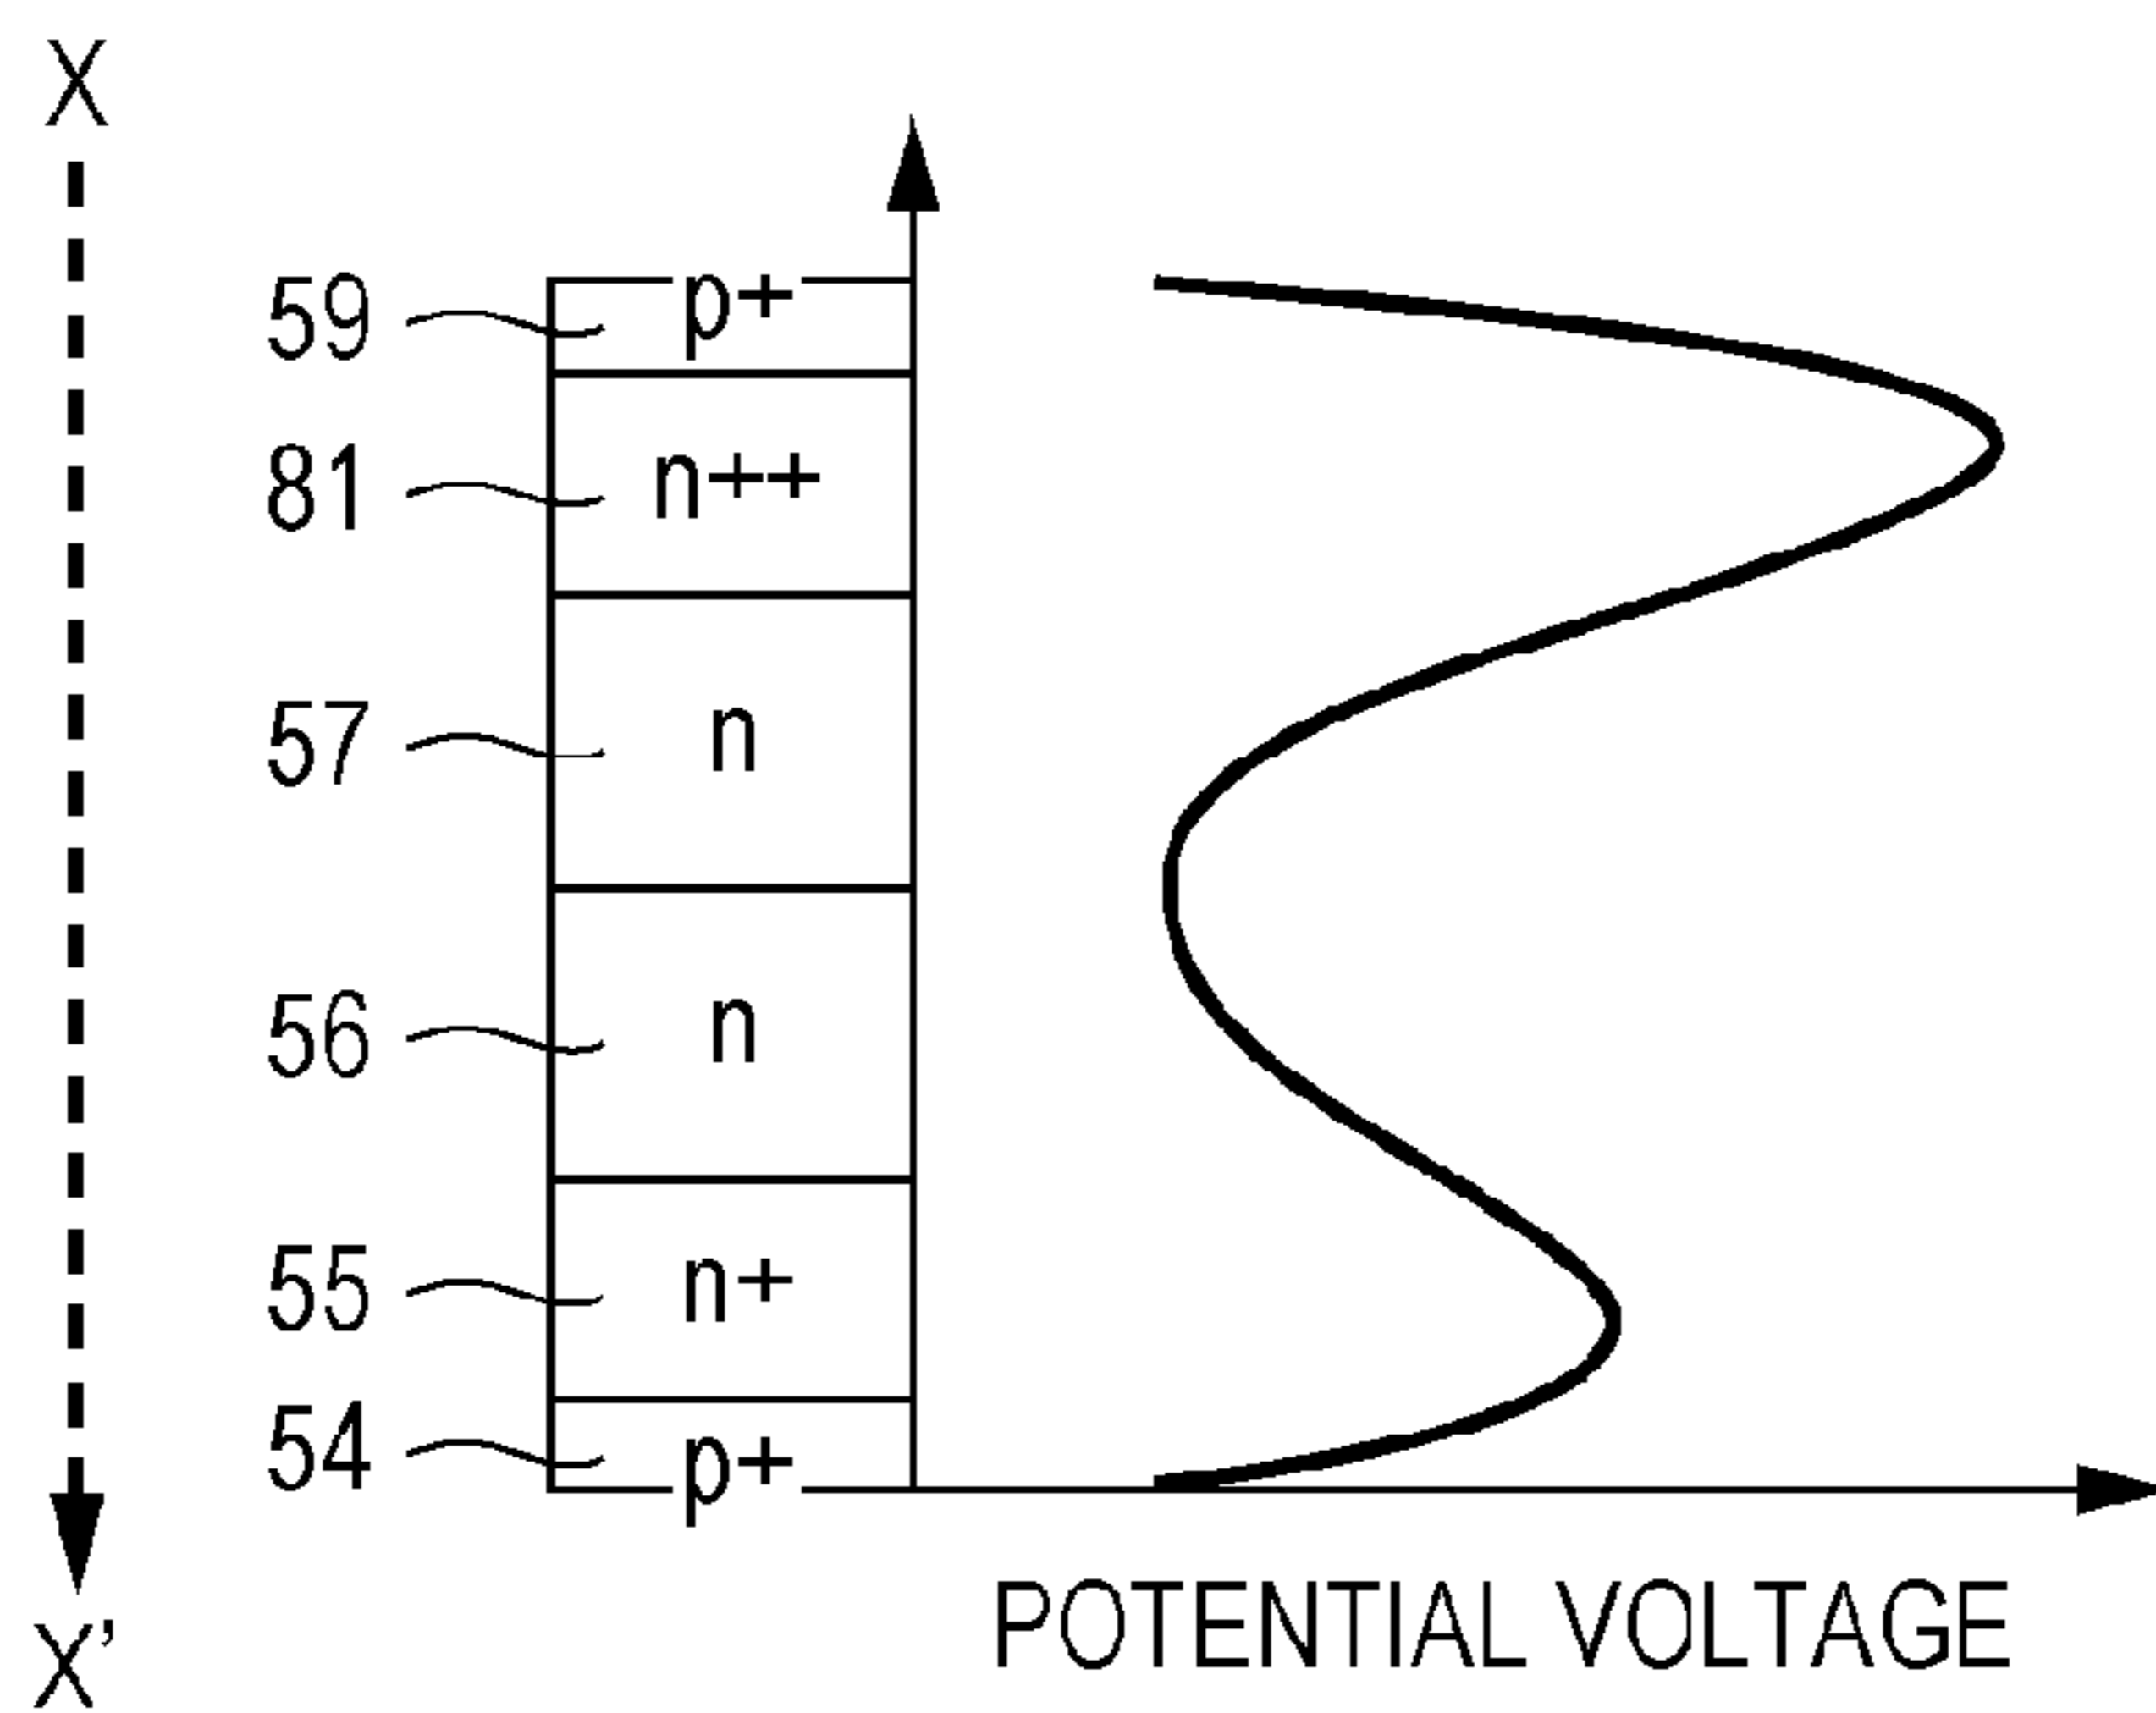 X
59 p+
81 n++
57 n
56 n
55 n+
54 p+
POTENTIAL VOLTAGE
X'